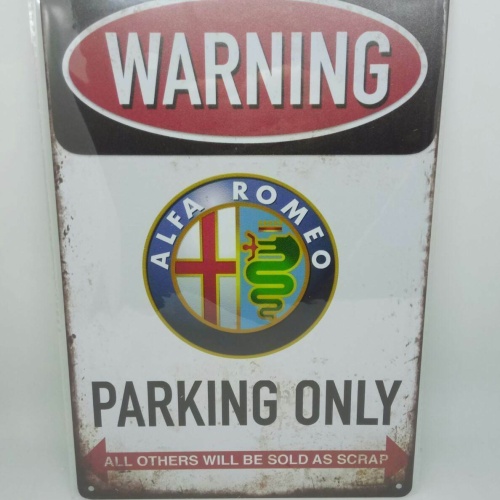 WARNING
ALFA ROMEO
PARKING ONLY
ALL OTHERS WILL BE SOLD AS SCRAP